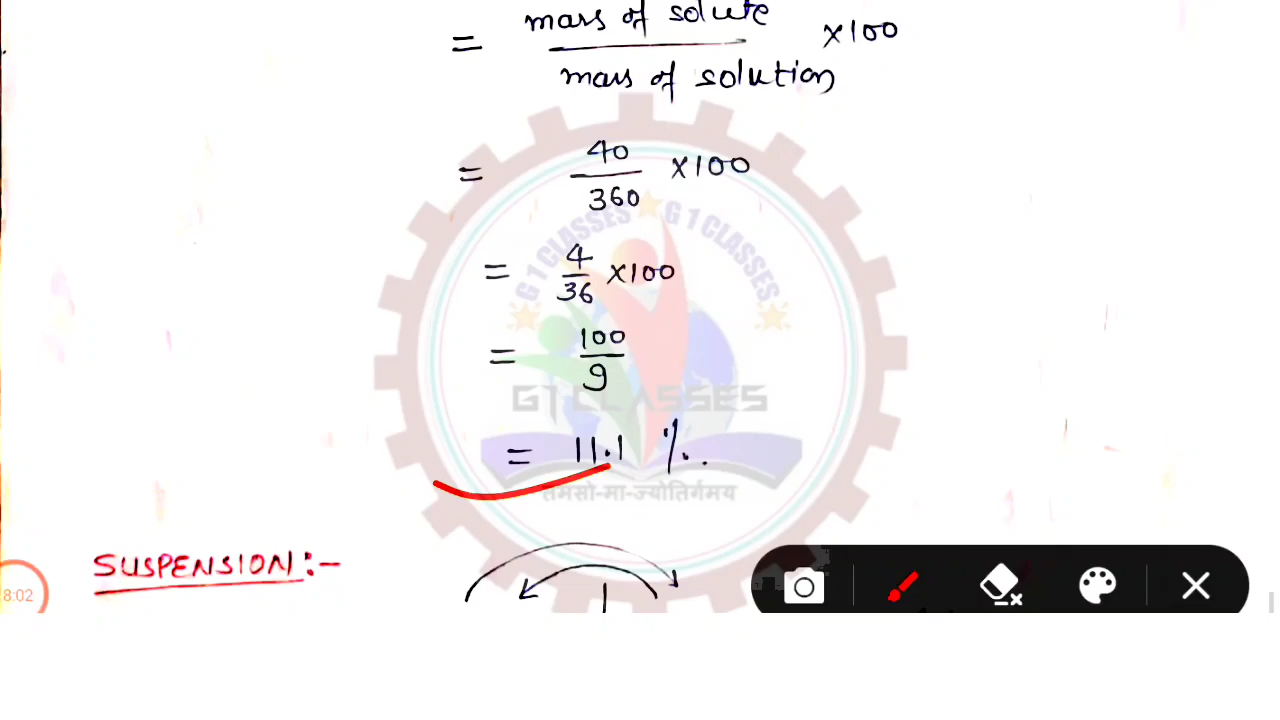 mass of solute
= ――――― ×100
mass of solution
= 40/360 ×100
= 4/36 ×100
= 100/9
G1 CLASSES ★ G1 CLASSES
G1 CLASSES
= 11.1 %.
तमसो-मा-ज्योतिर्गमय
SUSPENSION:-
8:02